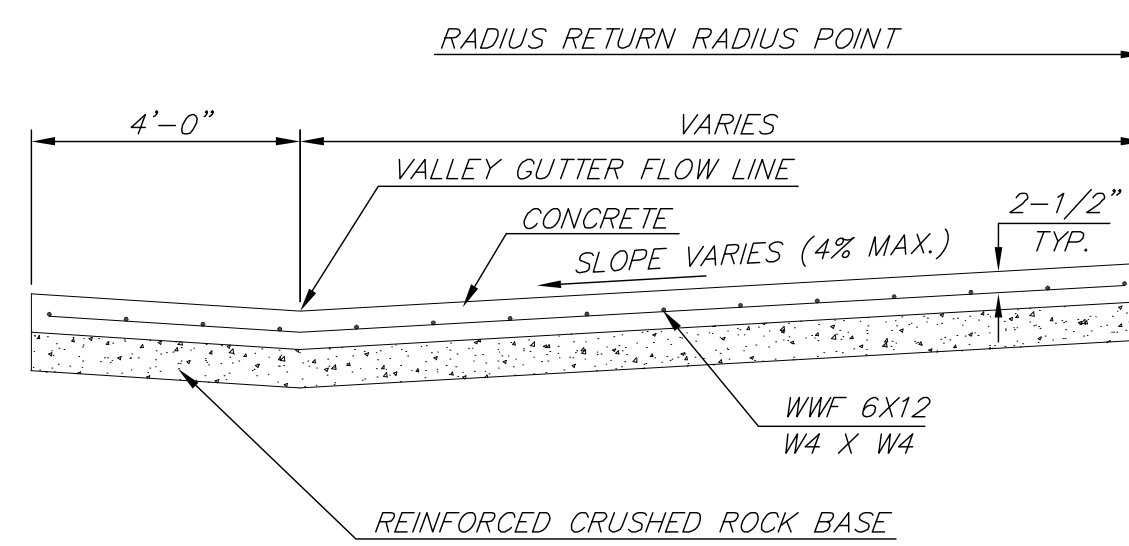 RADIUS RETURN RADIUS POINT
4'-0"
VARIES
VALLEY GUTTER FLOW LINE
CONCRETE
2-1/2"
TYP.
SLOPE VARIES (4% MAX.)
WWF 6X12
W4 X W4
REINFORCED CRUSHED ROCK BASE